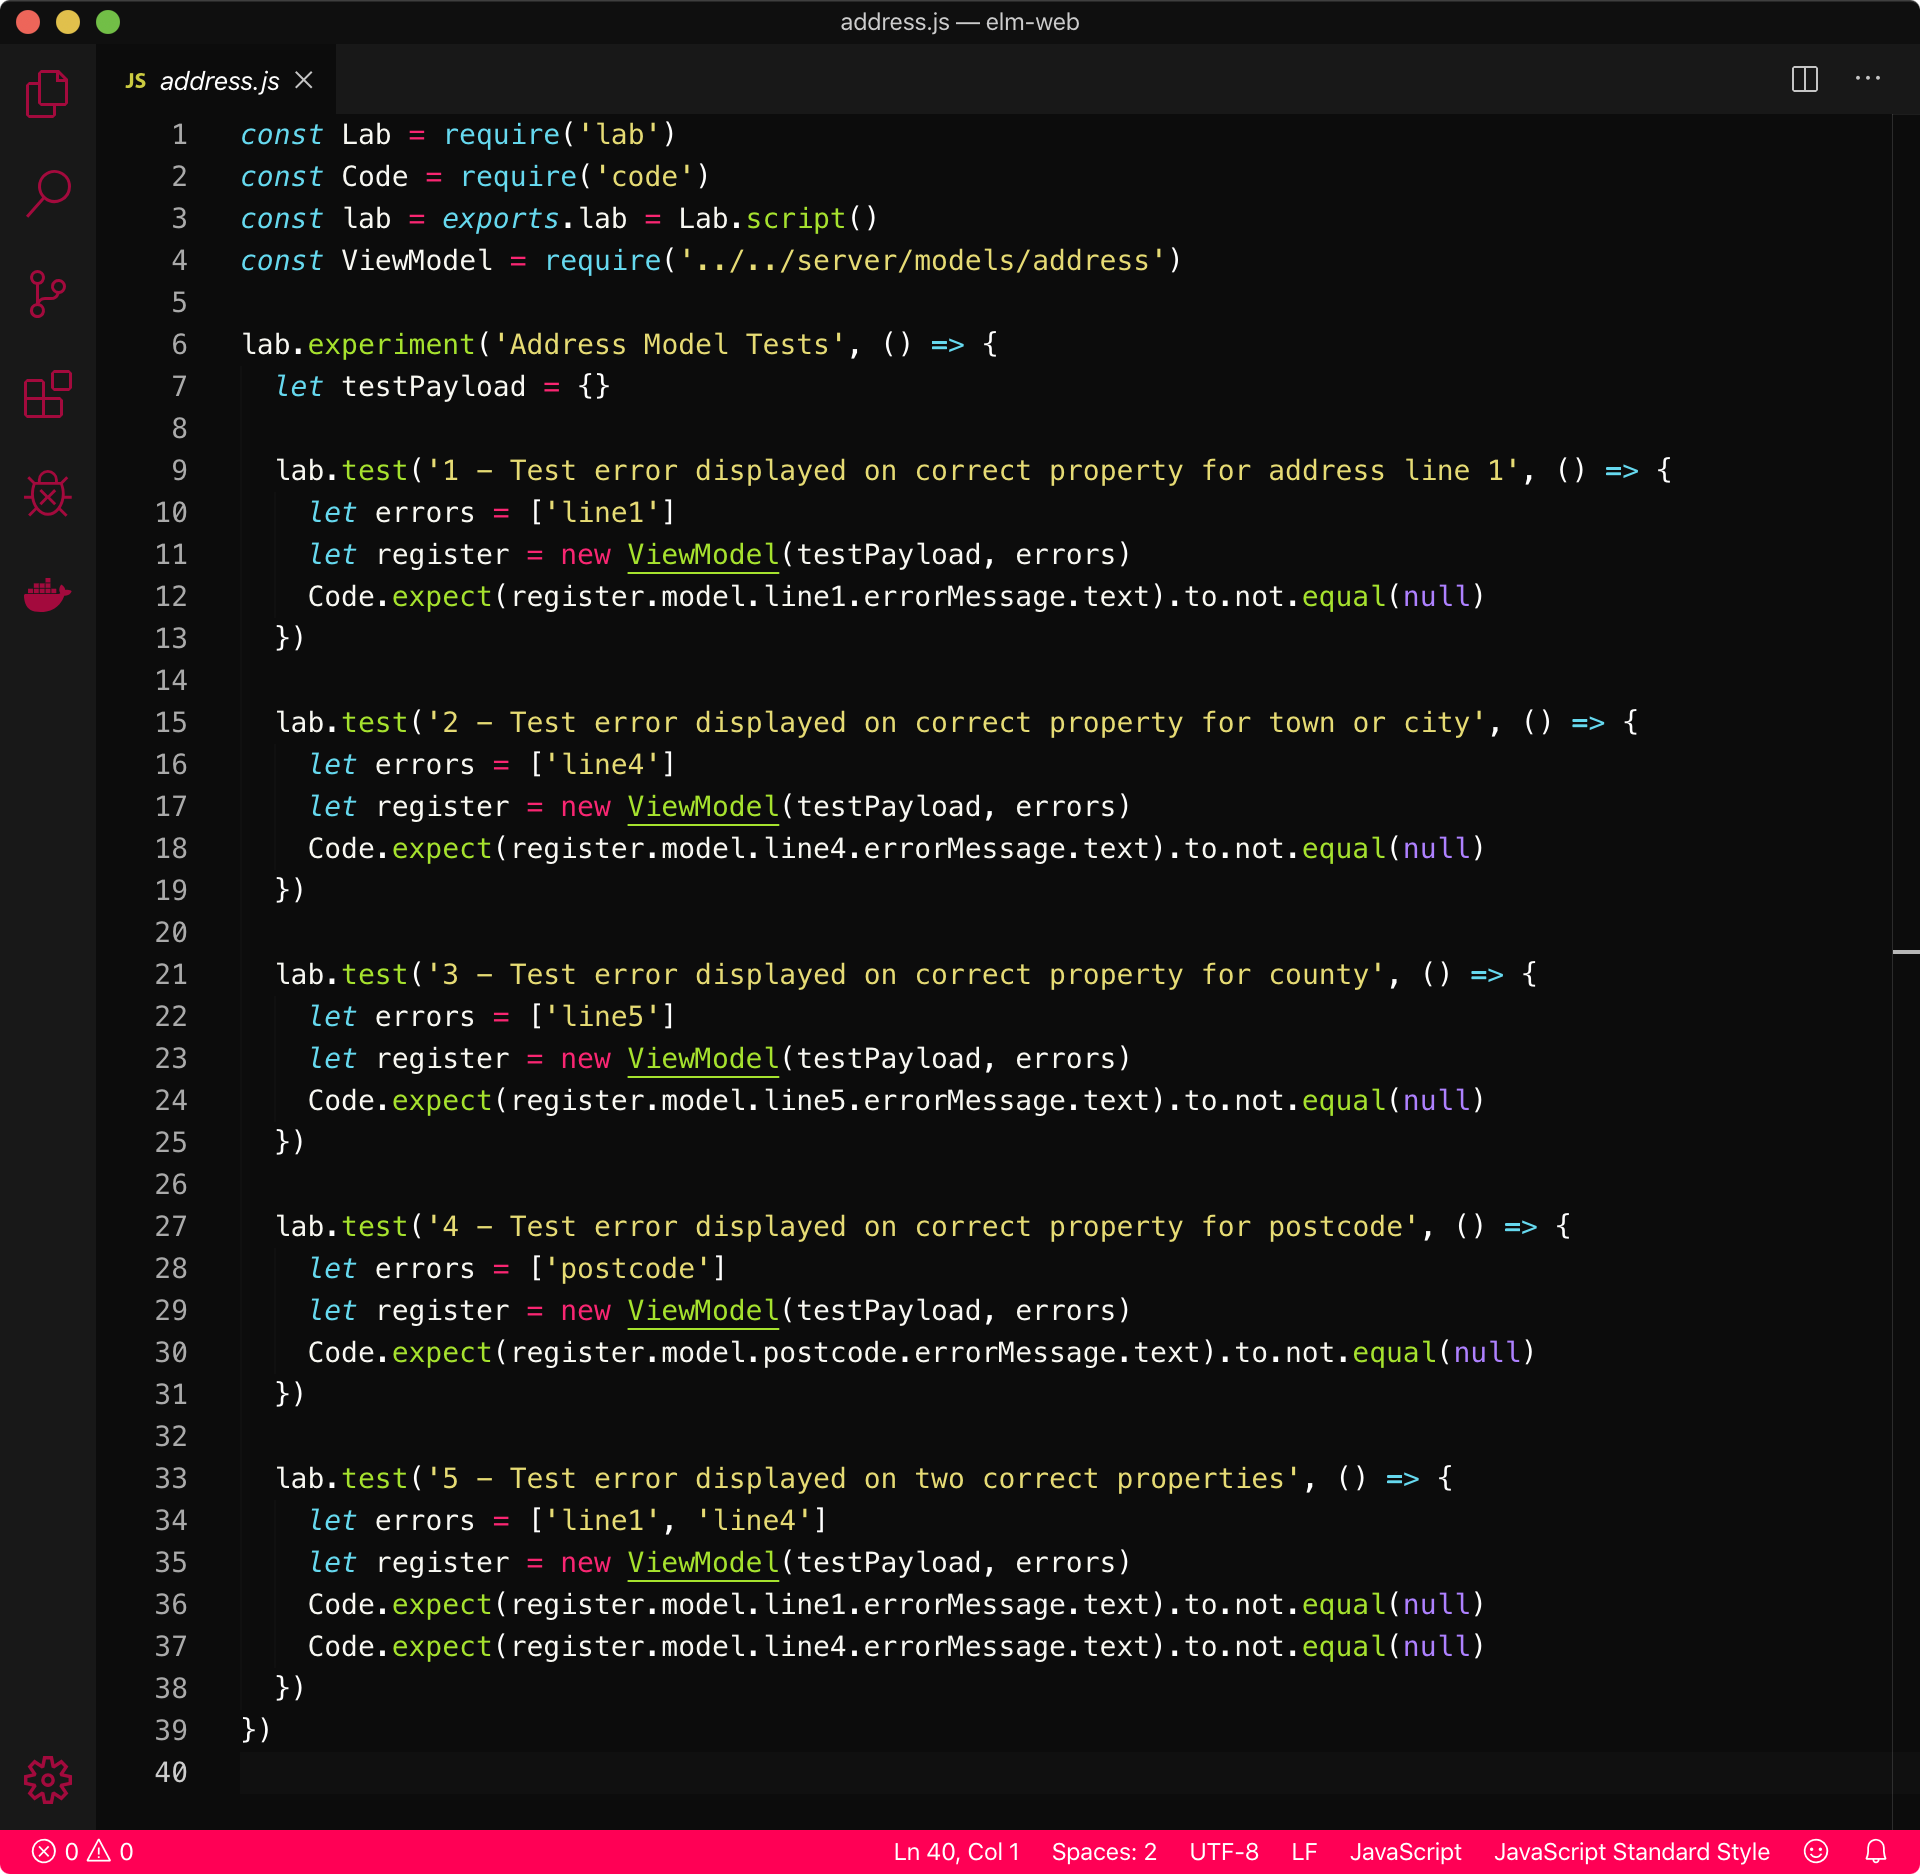 address.js — elm-web
JS address.js
1 const Lab = require('lab')
2 const Code = require('code')
3 const lab = exports.lab = Lab.script()
4 const ViewModel = require('../../server/models/address')
5
6 lab.experiment('Address Model Tests', () => {
7   let testPayload = {}
8
9   lab.test('1 - Test error displayed on correct property for address line 1', () => {
10     let errors = ['line1']
11     let register = new ViewModel(testPayload, errors)
12     Code.expect(register.model.line1.errorMessage.text).to.not.equal(null)
13   })
14
15   lab.test('2 - Test error displayed on correct property for town or city', () => {
16     let errors = ['line4']
17     let register = new ViewModel(testPayload, errors)
18     Code.expect(register.model.line4.errorMessage.text).to.not.equal(null)
19   })
20
21   lab.test('3 - Test error displayed on correct property for county', () => {
22     let errors = ['line5']
23     let register = new ViewModel(testPayload, errors)
24     Code.expect(register.model.line5.errorMessage.text).to.not.equal(null)
25   })
26
27   lab.test('4 - Test error displayed on correct property for postcode', () => {
28     let errors = ['postcode']
29     let register = new ViewModel(testPayload, errors)
30     Code.expect(register.model.postcode.errorMessage.text).to.not.equal(null)
31   })
32
33   lab.test('5 - Test error displayed on two correct properties', () => {
34     let errors = ['line1', 'line4']
35     let register = new ViewModel(testPayload, errors)
36     Code.expect(register.model.line1.errorMessage.text).to.not.equal(null)
37     Code.expect(register.model.line4.errorMessage.text).to.not.equal(null)
38   })
39 })
40
0 0 Ln 40, Col 1 Spaces: 2 UTF-8 LF JavaScript JavaScript Standard Style